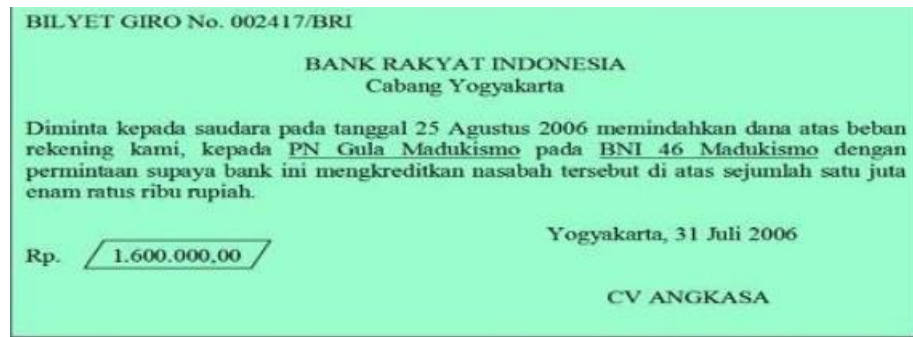 BILYET GIRO No. 002417/BRI
BANK RAKYAT INDONESIA
Cabang Yogyakarta
Diminta kepada saudara pada tanggal 25 Agustus 2006 memindahkan dana atas beban
rekening kami, kepada PN Gula Madukismo pada BNI 46 Madukismo dengan
permintaan supaya bank ini mengkreditkan nasabah tersebut di atas sejumlah satu juta
enam ratus ribu rupiah.
Yogyakarta, 31 Juli 2006
Rp. 1.600.000,00
CV ANGKASA